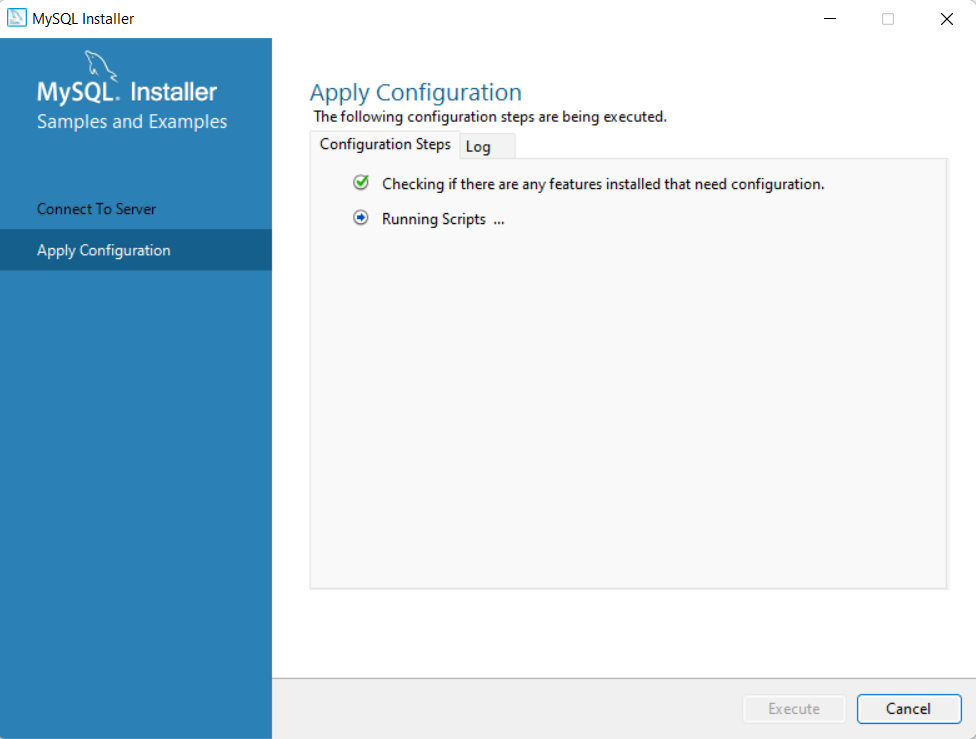 MySQL Installer
MySQL. Installer
Samples and Examples
Connect To Server
Apply Configuration
Apply Configuration
The following configuration steps are being executed.
Configuration Steps
Log
Checking if there are any features installed that need configuration.
Running Scripts ...
Execute
Cancel